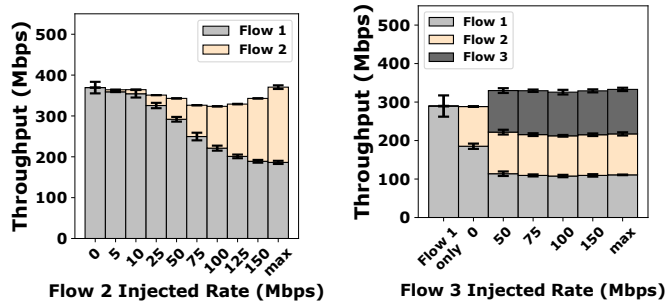 Throughput (Mbps)
500
400
300
200
100
0
Flow 1
Flow 2
0 5 10 25 50 75 100 125 150 max
Flow 2 Injected Rate (Mbps)
Throughput (Mbps)
500
400
300
200
100
0
Flow 1
Flow 2
Flow 3
Flow 1
only 0 50 75 100 150 max
Flow 3 Injected Rate (Mbps)